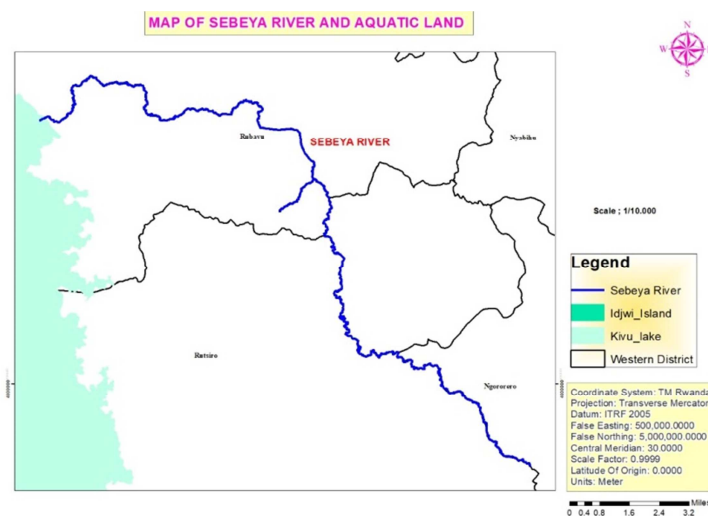 MAP OF SEBEYA RIVER AND AQUATIC LAND
N
W
S
Rubavu
SEBEYA RIVER
Nyabihu
Scale ; 1/10.000
Legend
Sebeya River
Idjwi_Island
Kivu_lake
Western District
Rutsiro
Ngororero
Coordinate System: TM Rwanda
Projection: Transverse Mercator
Datum: ITRF 2005
False Easting: 500,000.0000
False Northing: 5,000,000.0000
Central Meridian: 30.0000
Scale Factor: 0.9999
Latitude Of Origin: 0.0000
Units: Meter
Miles
0 0.4 0.8 1.6 2.4 3.2